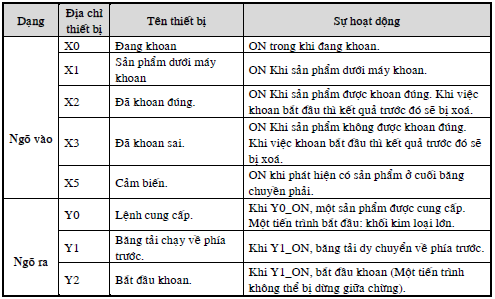 Dạng Địa chỉ thiết bị Tên thiết bị Sự hoạt động
Ngõ vào
X0 Đang khoan ON trong khi đang khoan.
X1 Sản phẩm dưới máy khoan ON Khi sản phẩm dưới máy khoan.
X2 Đã khoan đúng. ON Khi sản phẩm được khoan đúng. Khi việc
khoan bắt đầu thì kết quả trước đó sẽ bị xoá.
X3 Đã khoan sai. ON Khi sản phẩm không được khoan đúng.
Khi việc khoan bắt đầu thì kết quả trước đó sẽ
bị xoá.
X5 Cảm biến. ON khi phát hiện có sản phẩm ở cuối băng
chuyền phải.
Ngõ ra
Y0 Lệnh cung cấp. Khi Y0_ON, một sản phẩm được cung cấp.
Một tiến trình bắt đầu: khối kim loại lớn.
Y1 Băng tải chạy về phía trước. Khi Y1_ON, băng tải dy chuyển về phía trước.
Y2 Bắt đầu khoan. Khi Y1_ON, bắt đầu khoan (Một tiến trình
không thể bị dừng giữa chừng).